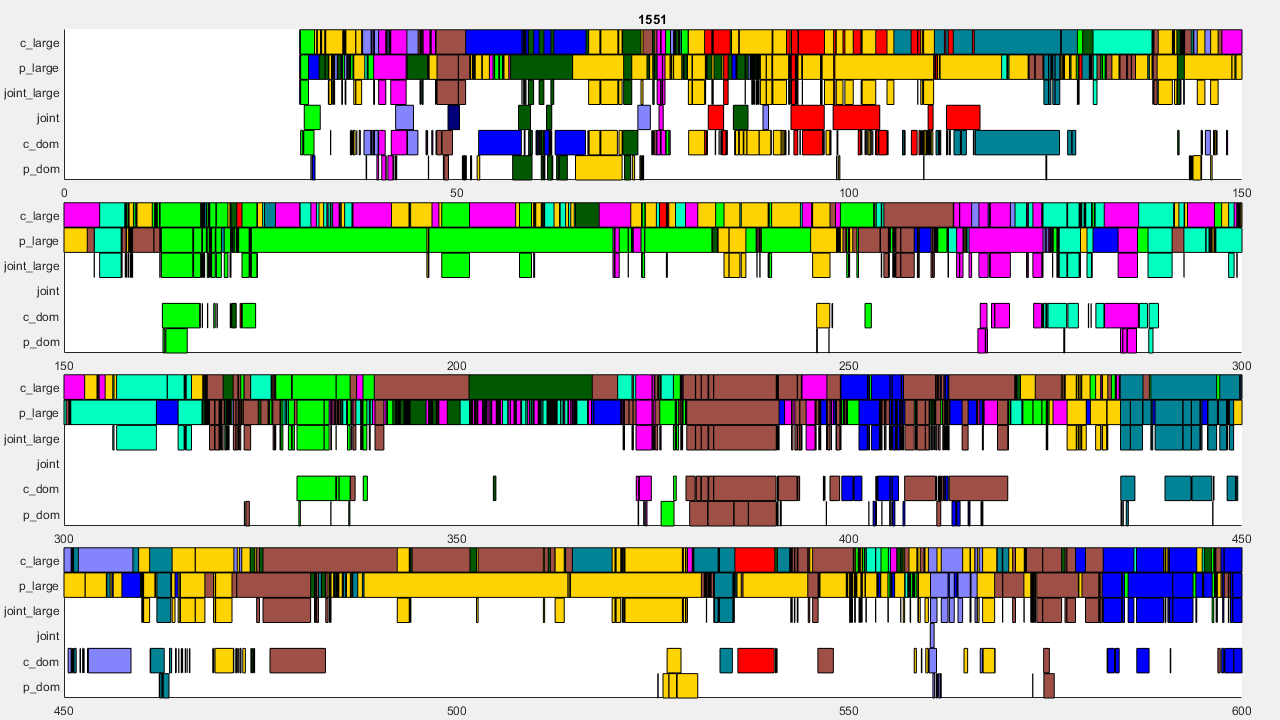 1551
c_large
p_large
joint_large
joint
c_dom
p_dom
0 50 100 150
c_large
p_large
joint_large
joint
c_dom
p_dom
150 200 250 300
c_large
p_large
joint_large
joint
c_dom
p_dom
300 350 400 450
c_large
p_large
joint_large
joint
c_dom
p_dom
450 500 550 600